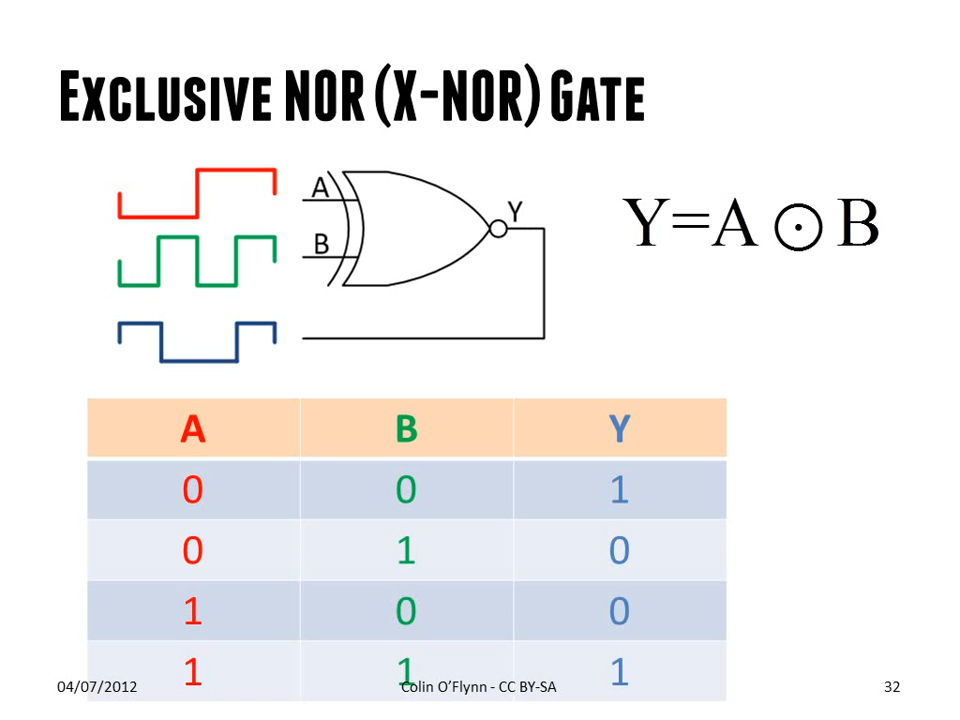 EXCLUSIVE NOR (X-NOR) GATE
A
B
Y
Y=A ⊙ B
A B Y
0 0 1
0 1 0
1 0 0
1 1 1
04/07/2012 Colin O'Flynn - CC BY-SA 32